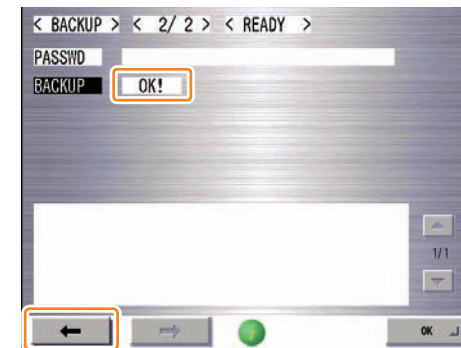 < BACKUP > < 2/ 2 > < READY >
PASSWD
BACKUP OK!
1/1
OK